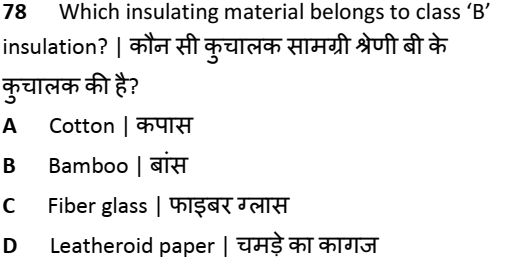 78 Which insulating material belongs to class ‘B’
insulation? | कौन सी कुचालक सामग्री श्रेणी बी के
कुचालक की है?
A Cotton | कपास
B Bamboo | बांस
C Fiber glass | फाइबर ग्लास
D Leatheroid paper | चमड़े का कागज